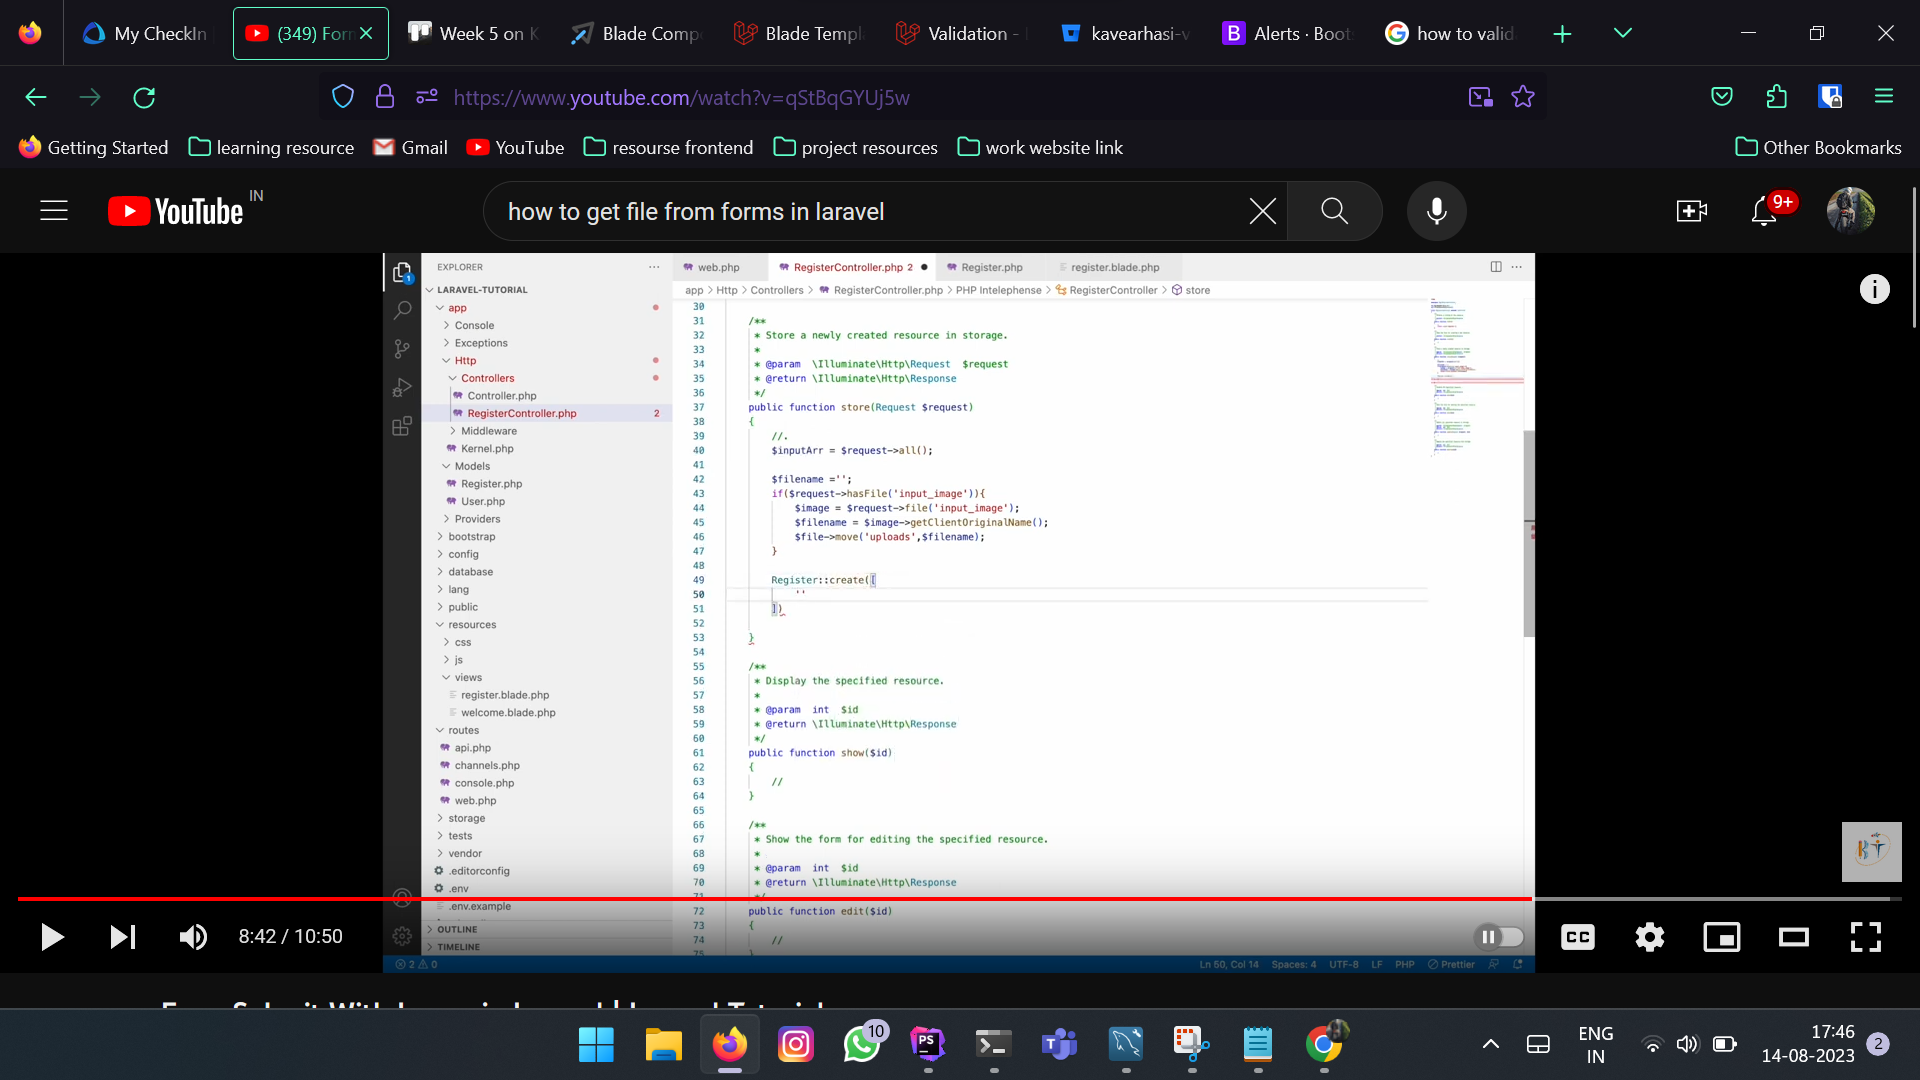 My CheckIn
(349) For
Week 5 on K
Blade Comp
Blade Templ
Validation -
kavearhasi-v
Alerts · Boots
how to valid
https://www.youtube.com/watch?v=qStBqGYUj5w
Getting Started
learning resource
Gmail
YouTube
resourse frontend
project resources
work website link
Other Bookmarks
YouTube IN
how to get file from forms in laravel
9+
EXPLORER
LARAVEL-TUTORIAL
app
Console
Exceptions
Http
Controllers
Controller.php
RegisterController.php 2
Middleware
Kernel.php
Models
Register.php
User.php
Providers
bootstrap
config
database
lang
public
resources
css
js
views
register.blade.php
welcome.blade.php
routes
api.php
channels.php
console.php
web.php
storage
tests
vendor
.editorconfig
.env
.env.example
OUTLINE
TIMELINE
web.php
RegisterController.php 2
Register.php
register.blade.php
app > Http > Controllers > RegisterController.php > PHP Intelephense > RegisterController > store
30
31 /**
32 * Store a newly created resource in storage.
33 *
34 * @param \Illuminate\Http\Request $request
35 * @return \Illuminate\Http\Response
36 */
37 public function store(Request $request)
38 {
39 //.
40 $inputArr = $request->all();
41
42 $filename ='';
43 if($request->hasFile('input_image')){
44 $image = $request->file('input_image');
45 $filename = $image->getClientOriginalName();
46 $file->move('uploads',$filename);
47 }
48
49 Register::create([
50 ''
51 ])
52
53 }
54
55 /**
56 * Display the specified resource.
57 *
58 * @param int $id
59 * @return \Illuminate\Http\Response
60 */
61 public function show($id)
62 {
63 //
64 }
65
66 /**
67 * Show the form for editing the specified resource.
68 *
69 * @param int $id
70 * @return \Illuminate\Http\Response
71 */
72 public function edit($id)
73 {
74 //
75 }
2 0
Ln 50, Col 14 Spaces: 4 UTF-8 LF PHP Prettier
8:42 / 10:50
CC
10
PS
ENG
IN
17:46
14-08-2023
2